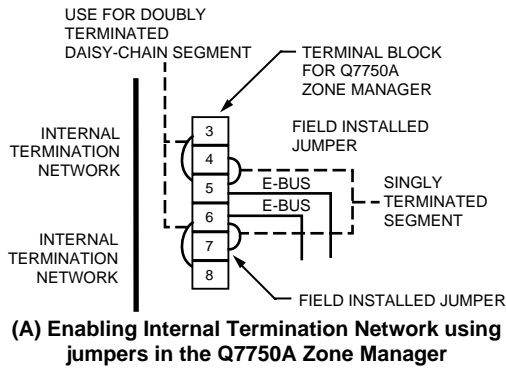 USE FOR DOUBLY
TERMINATED
DAISY-CHAIN SEGMENT
TERMINAL BLOCK
FOR Q7750A
ZONE MANAGER
INTERNAL
TERMINATION
NETWORK
FIELD INSTALLED
JUMPER
3
4
5
6
7
8
E-BUS
E-BUS
SINGLY
TERMINATED
SEGMENT
INTERNAL
TERMINATION
NETWORK
FIELD INSTALLED JUMPER
(A) Enabling Internal Termination Network using
jumpers in the Q7750A Zone Manager